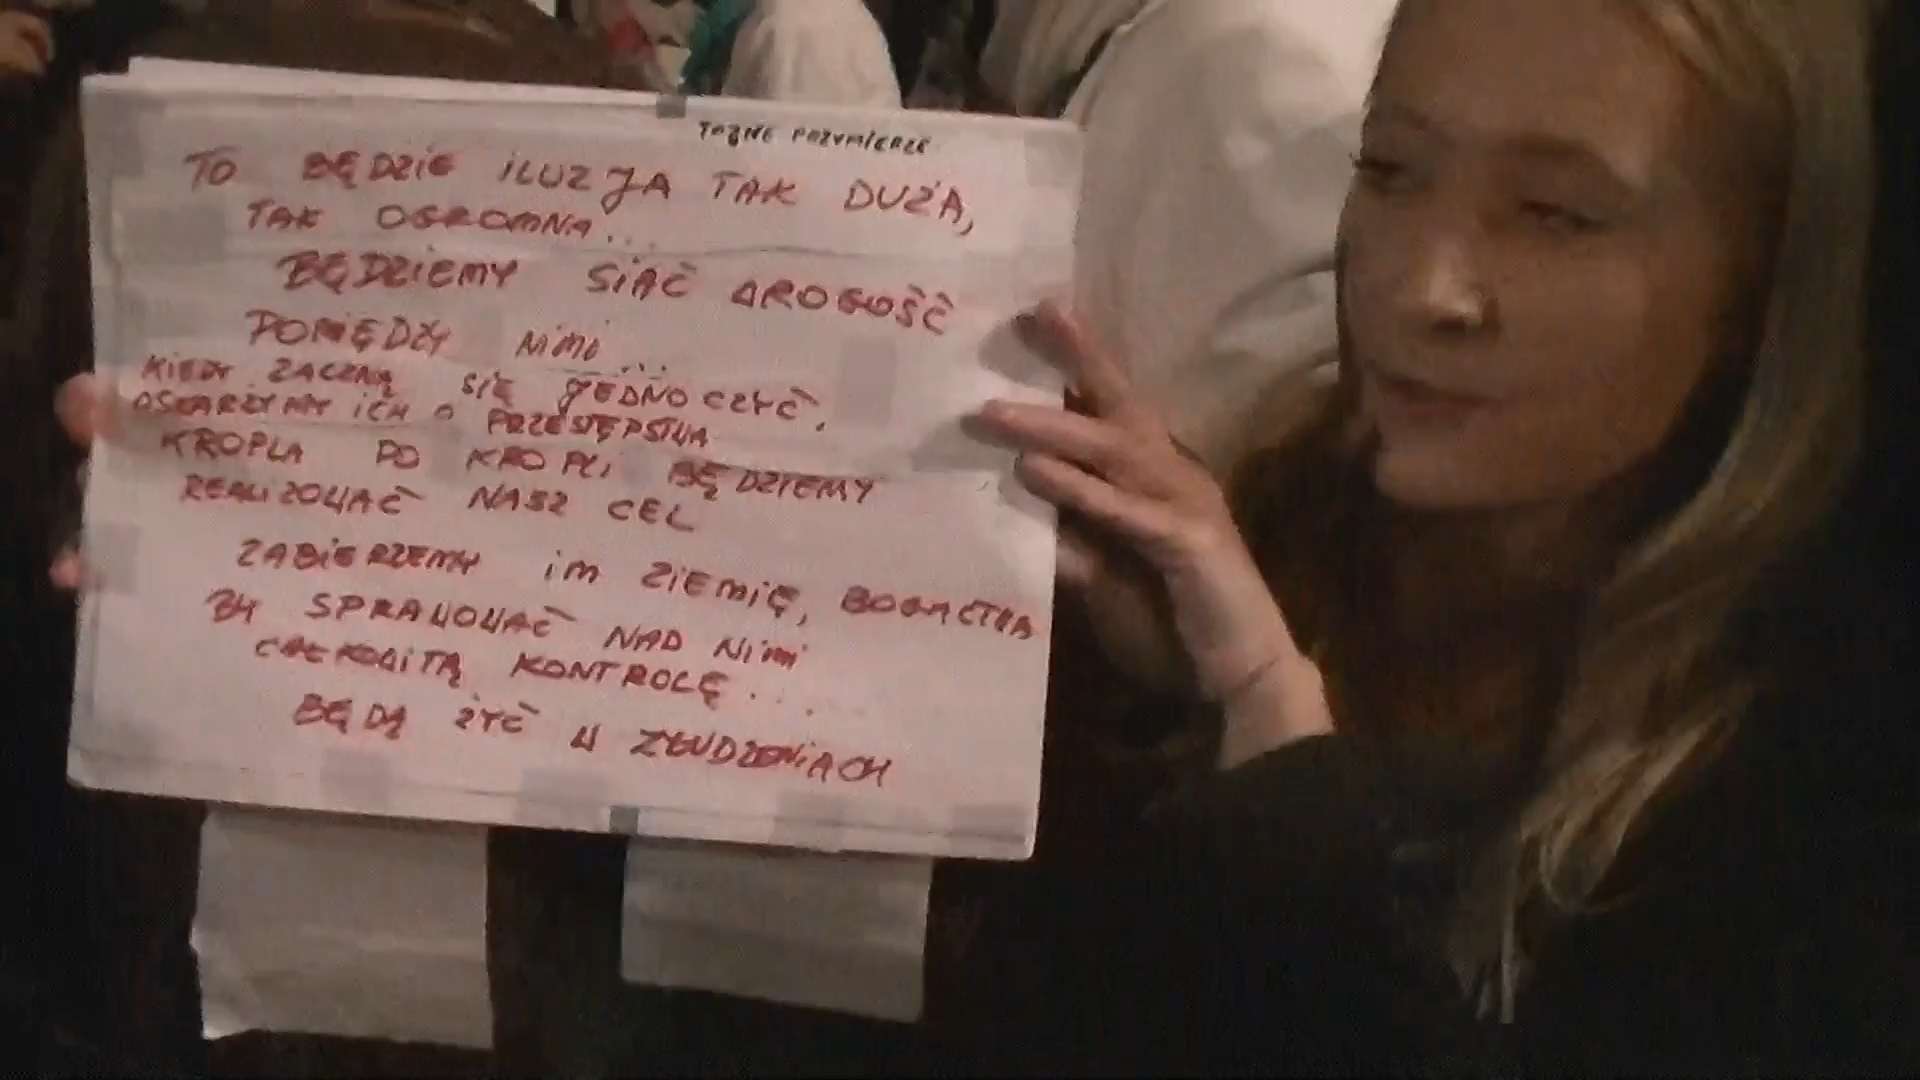 TAJNE PRZYMIERZE
TO BĘDZIE ILUZJA TAK DUŻA,
TAK OGROMNA...
BĘDZIEMY SIAĆ WROGOŚĆ
POMIĘDZY NIMI...
KIEDY ZACZNĄ SIĘ JEDNOCZYĆ,
OSKARŻYMY ICH O PRZESTĘPSTWA
KROPLA PO KROPLI BĘDZIEMY
REALIZOWAĆ NASZ CEL
ZABIERZEMY IM ZIEMIĘ, BOGACTWA
BY SPRAWOWAĆ NAD NIMI
CAŁKOWITĄ KONTROLĘ....
BĘDĄ ŻYĆ W ZŁUDZENIACH